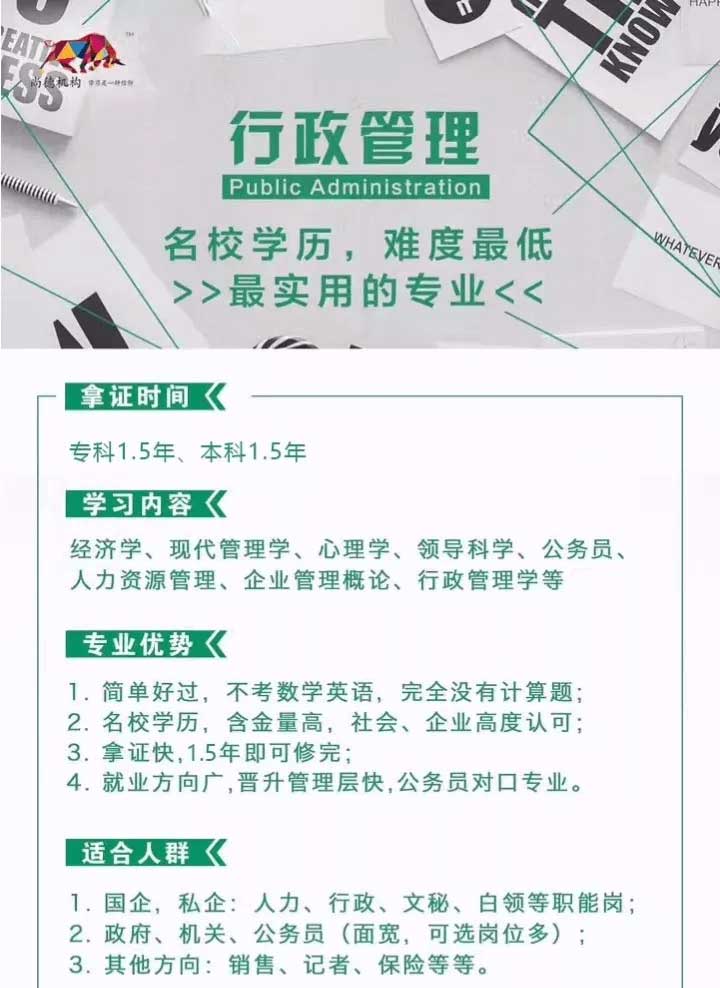 EAT
ESS
TM
尚德机构 学习是一种信仰
KNOW
HAPP
WHATEVER
行政管理
Public Administration
名校学历，难度最低
>>最实用的专业<<
拿证时间
专科1.5年、本科1.5年
学习内容
经济学、现代管理学、心理学、领导科学、公务员、
人力资源管理、企业管理概论、行政管理学等
专业优势
1. 简单好过，不考数学英语，完全没有计算题；
2. 名校学历，含金量高，社会、企业高度认可；
3. 拿证快,1.5年即可修完；
4. 就业方向广,晋升管理层快,公务员对口专业。
适合人群
1. 国企，私企：人力、行政、文秘、白领等职能岗；
2. 政府、机关、公务员（面宽，可选岗位多）；
3. 其他方向：销售、记者、保险等等。